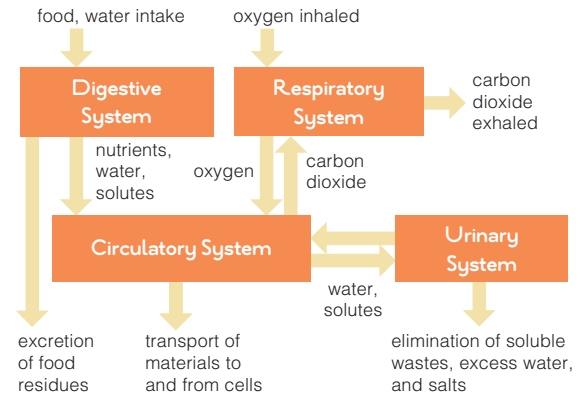 food, water intake
oxygen inhaled
Digestive
System
Respiratory
System
carbon
dioxide
exhaled
nutrients,
water,
solutes
oxygen
carbon
dioxide
Circulatory System
Urinary
System
water,
solutes
excretion
of food
residues
transport of
materials to
and from cells
elimination of soluble
wastes, excess water,
and salts